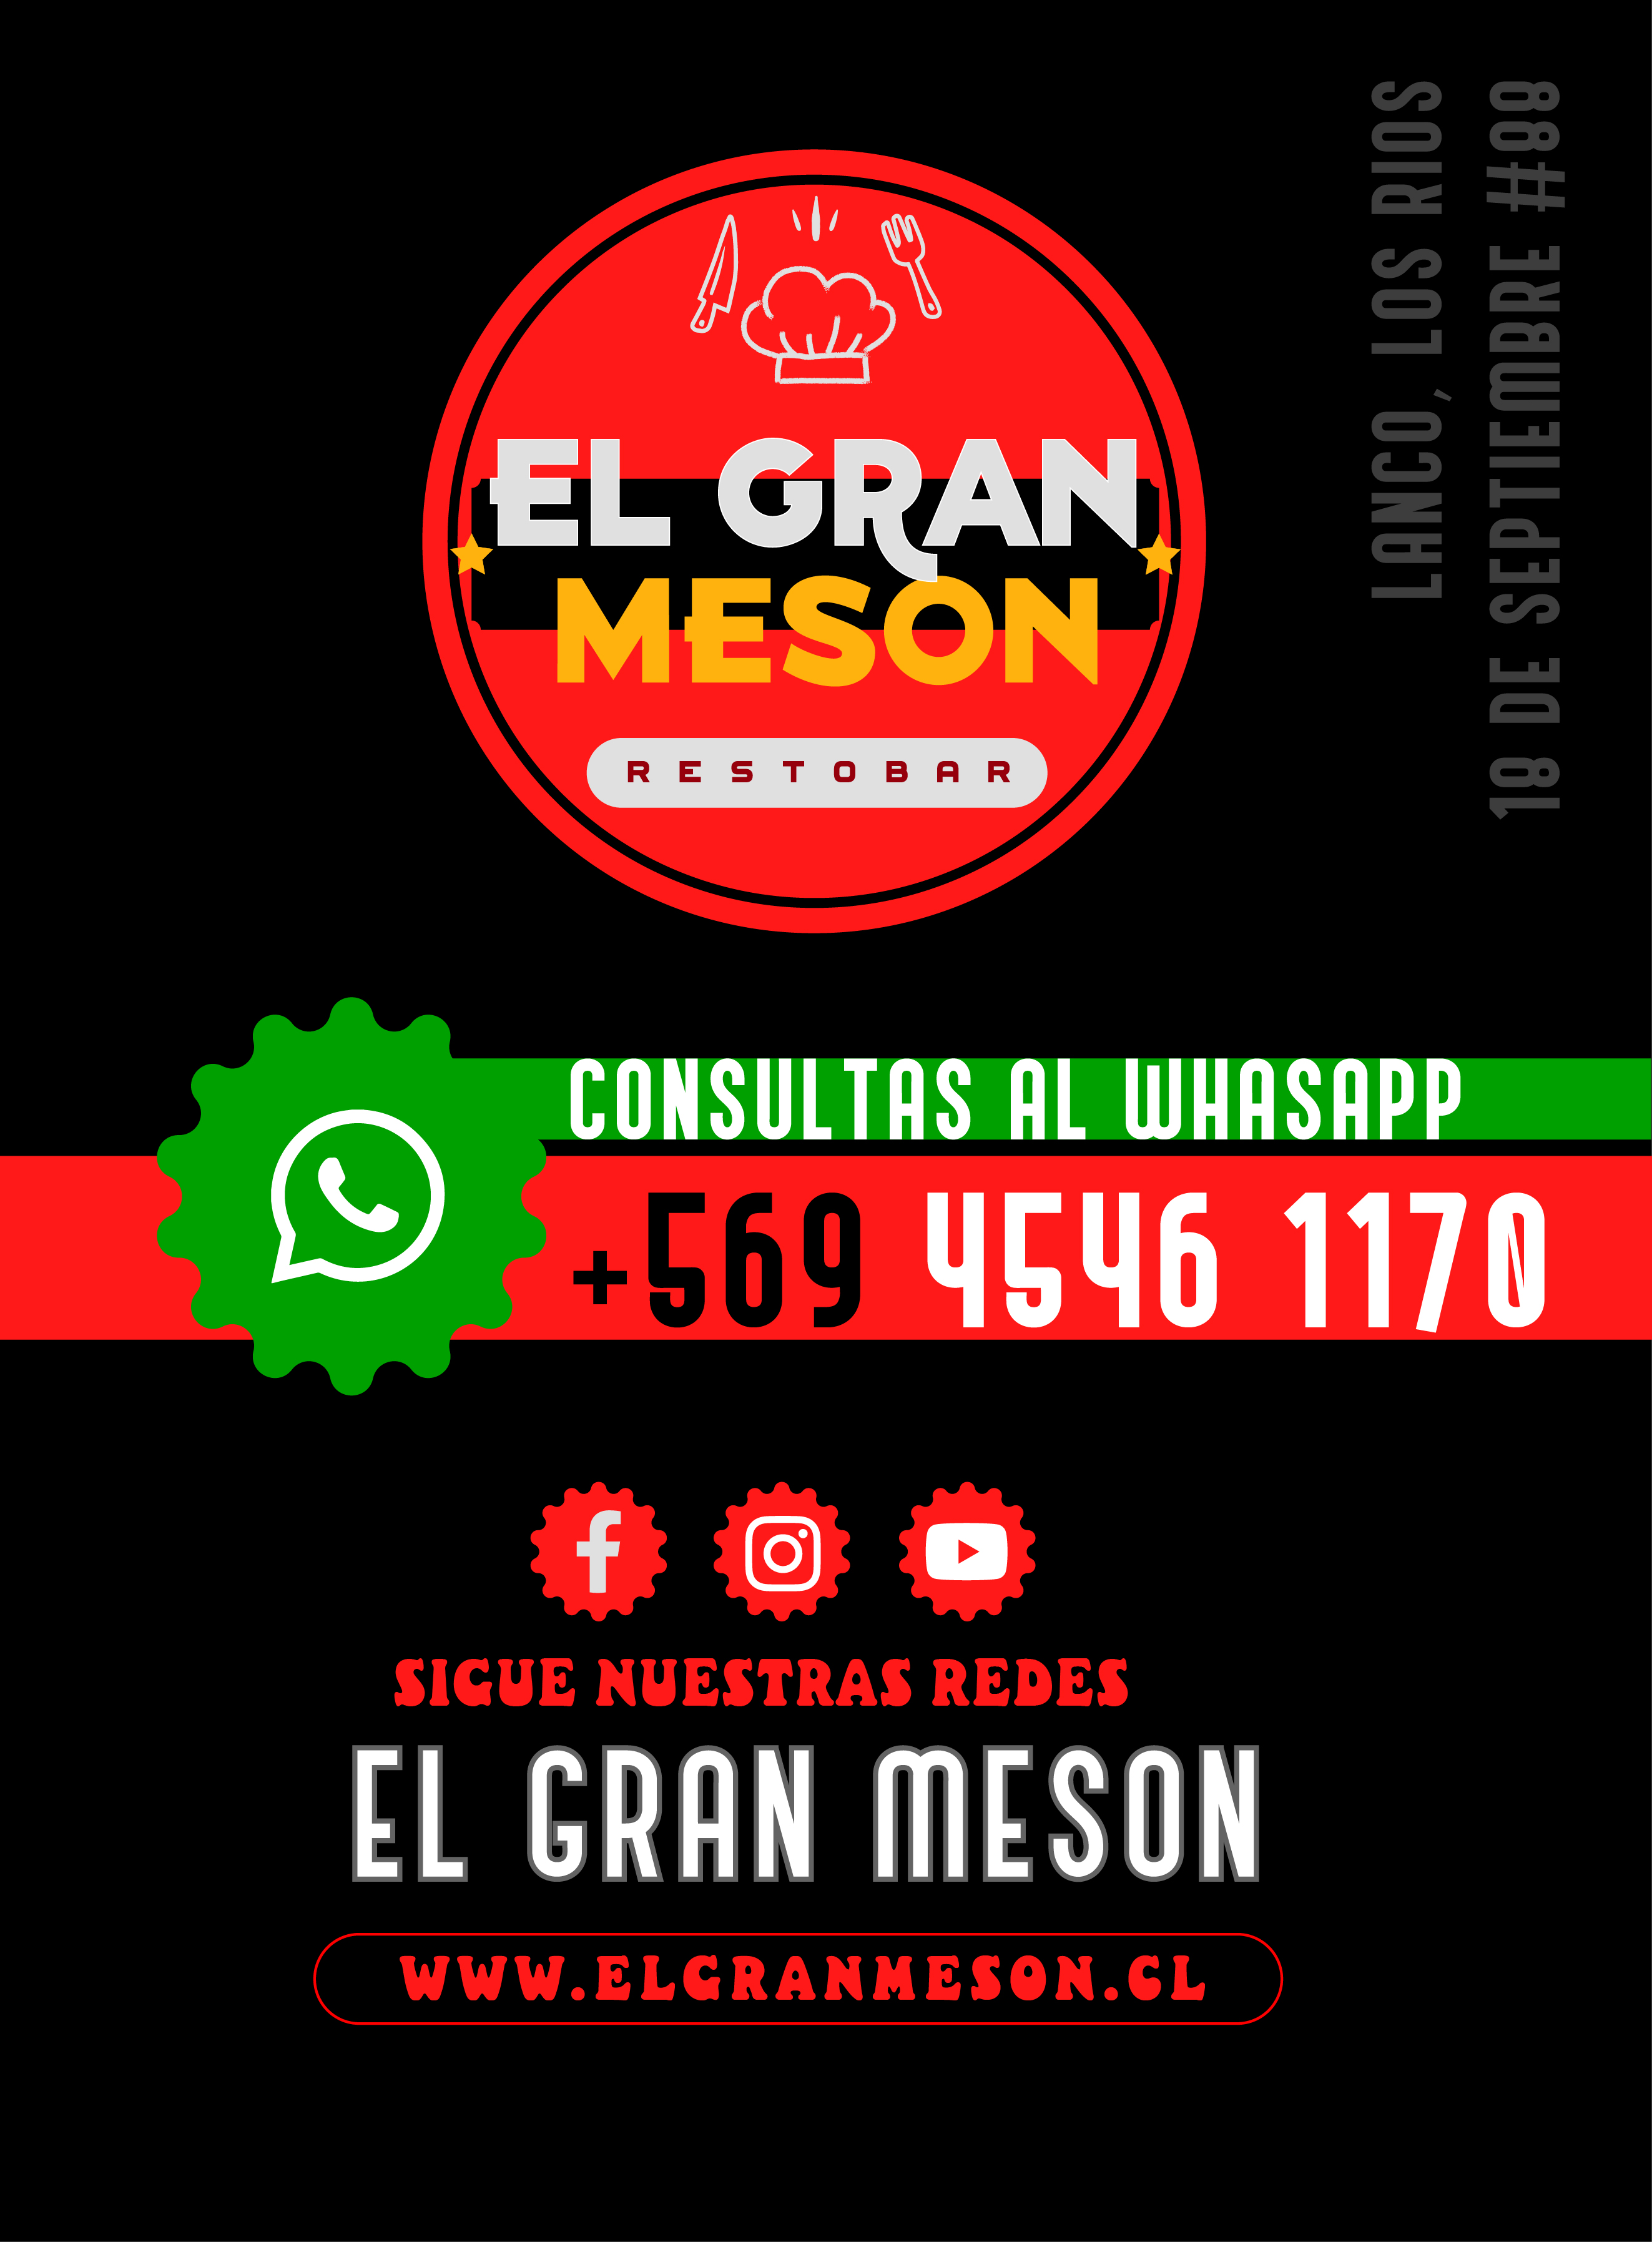 LANCO, LOS RIOS
18 DE SEPTIEMBRE #88
EL GRAN
MESON
RESTOBAR
CONSULTAS AL WHASAPP
+569 4546 1170
SIGUE NUESTRAS REDES
EL GRAN MESON
WWW.ELGRANMESON.CL